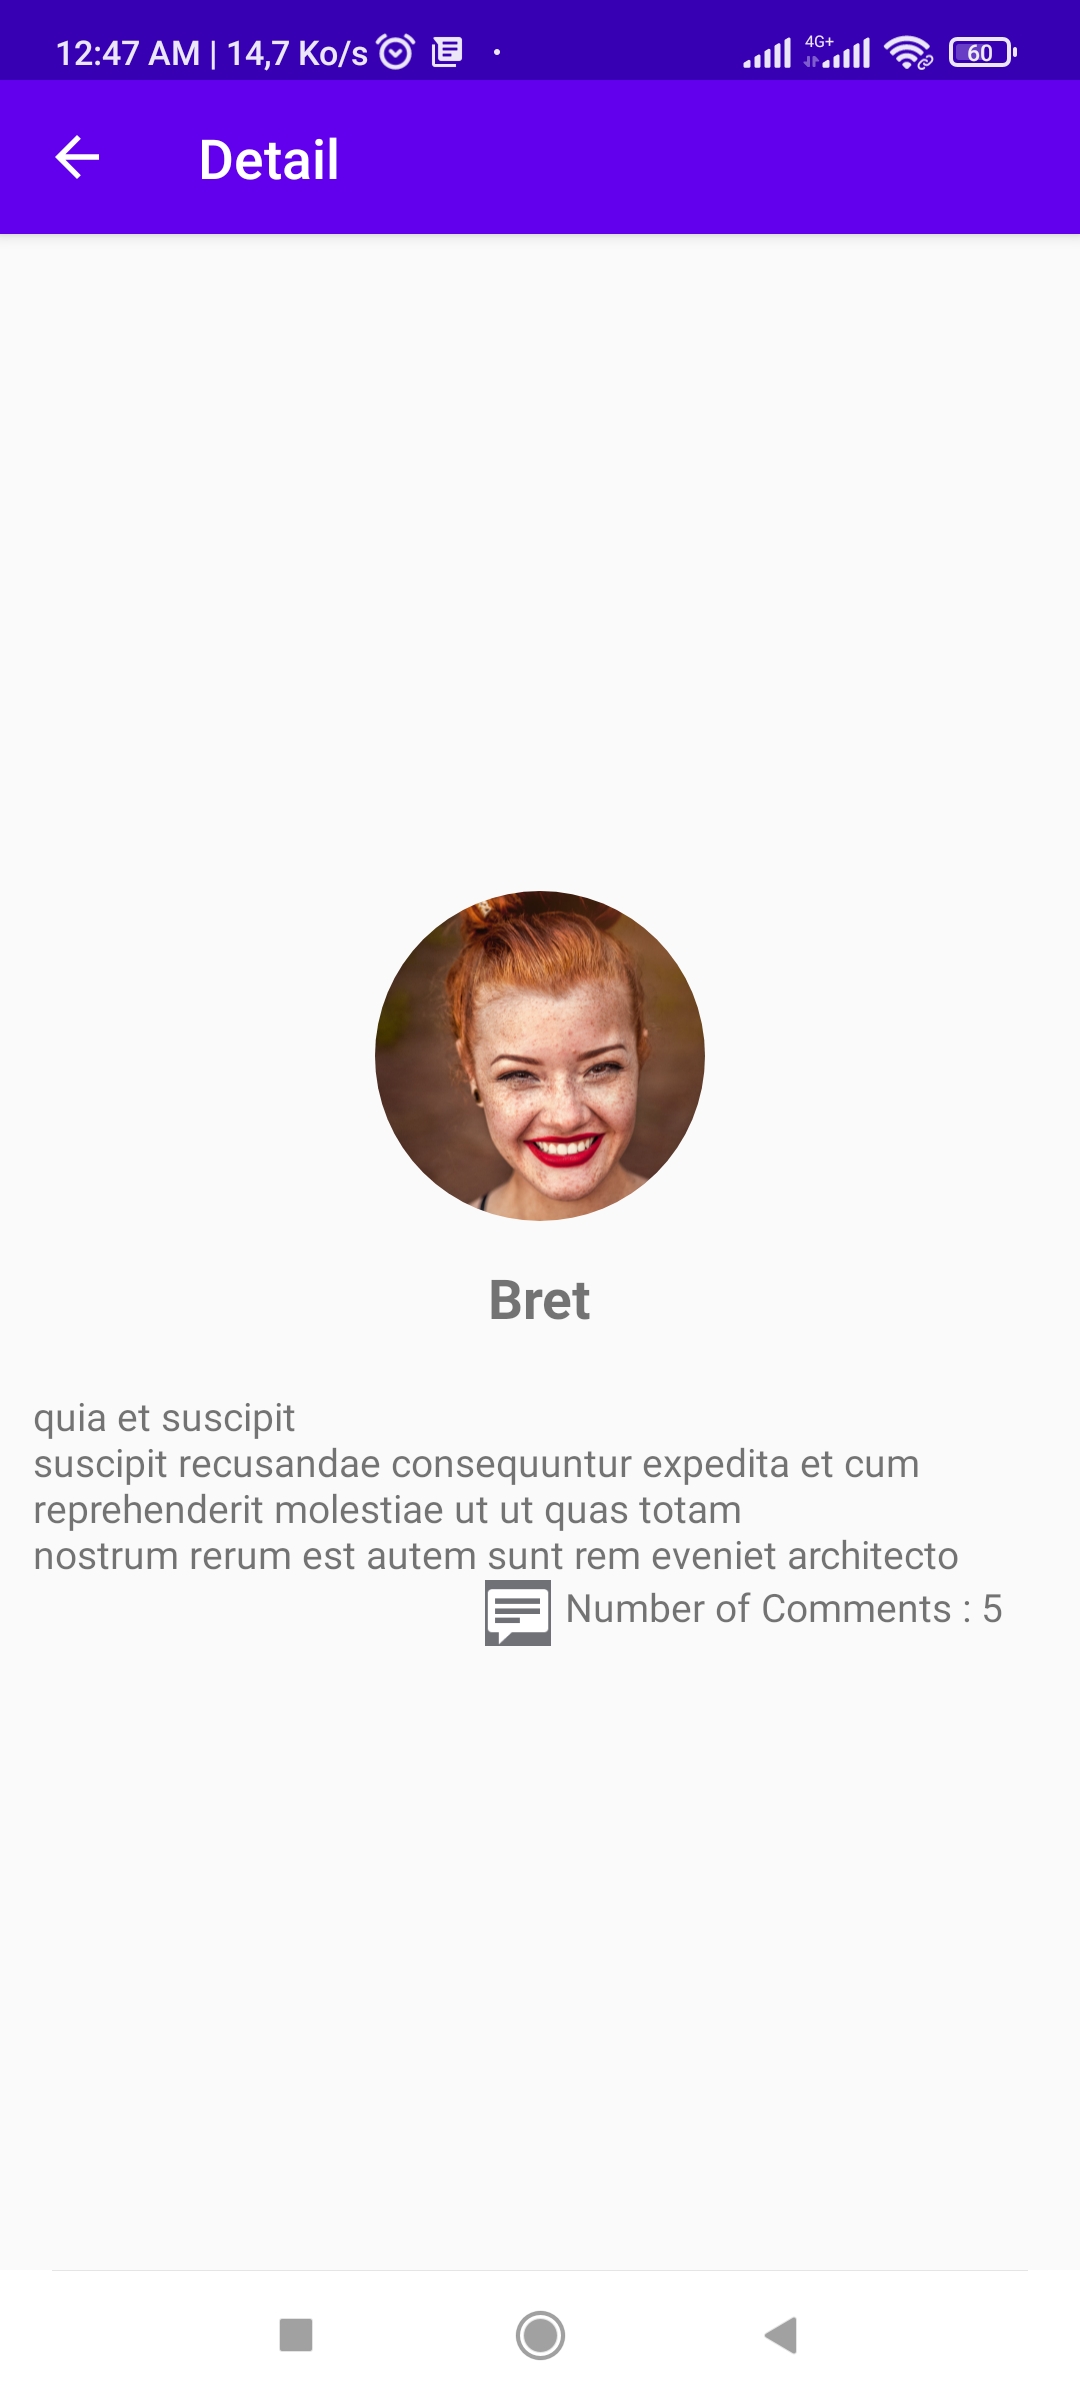 12:47 AM | 14,7 Ko/s 4G+ 60
Detail
Bret
quia et suscipit
suscipit recusandae consequuntur expedita et cum
reprehenderit molestiae ut ut quas totam
nostrum rerum est autem sunt rem eveniet architecto
Number of Comments : 5